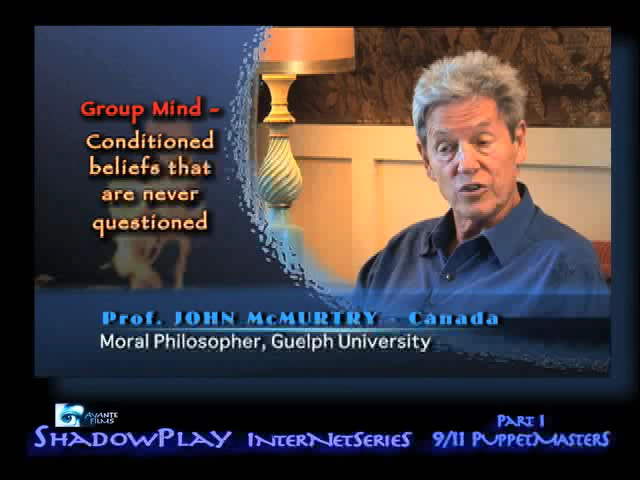 Group Mind -
Conditioned
beliefs that
are never
questioned
Prof. JOHN McMURTRY - Canada
Moral Philosopher, Guelph University
AVANTE
FILMS
SHADOWPLAY INTERNETSERIES
PART I
9/11 PUPPETMASTERS